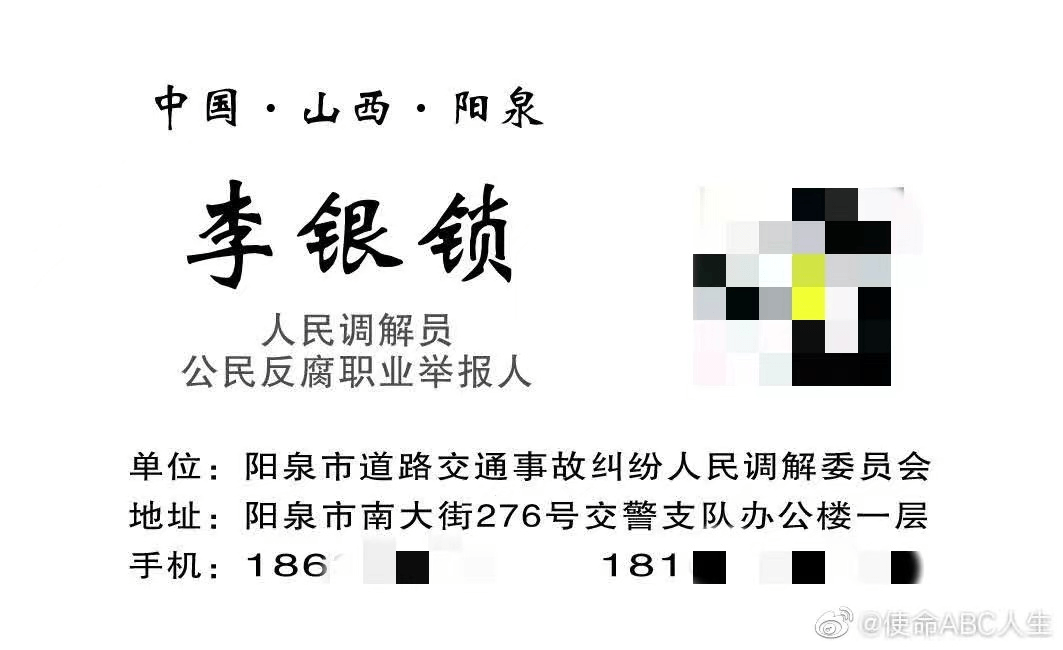 中国·山西·阳泉
李银锁
人民调解员
公民反腐职业举报人
单位：阳泉市道路交通事故纠纷人民调解委员会
地址：阳泉市南大街276号交警支队办公楼一层
手机：186 181
@使命ABC人生